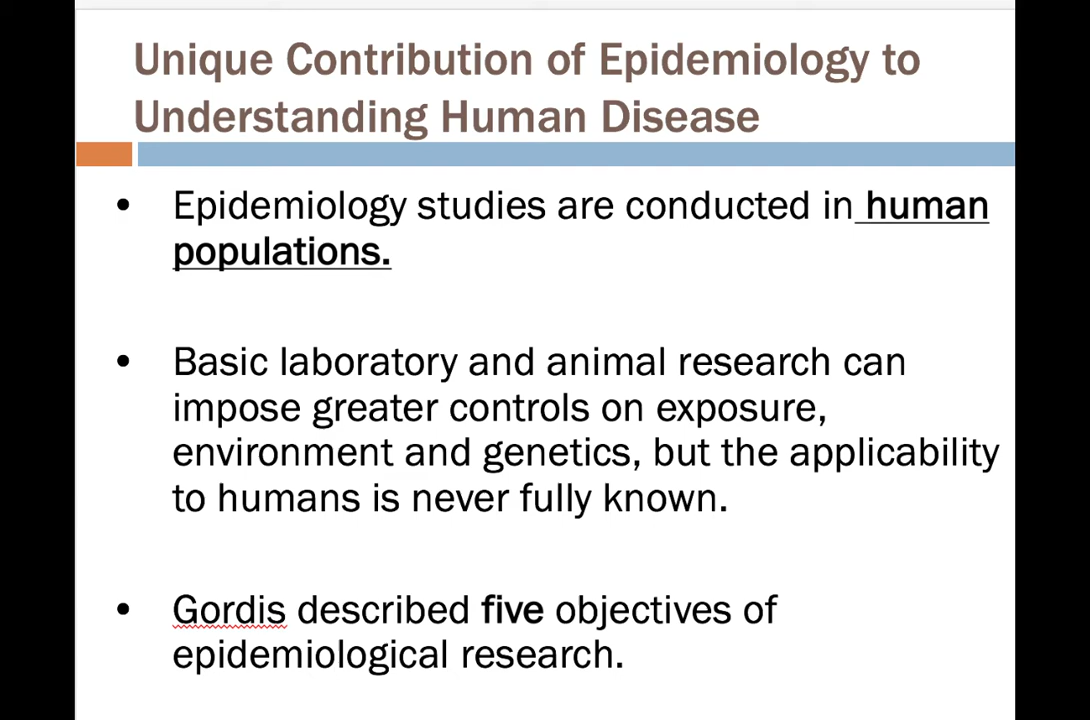 Unique Contribution of Epidemiology to
Understanding Human Disease
• Epidemiology studies are conducted in human
populations.
• Basic laboratory and animal research can
impose greater controls on exposure,
environment and genetics, but the applicability
to humans is never fully known.
• Gordis described five objectives of
epidemiological research.